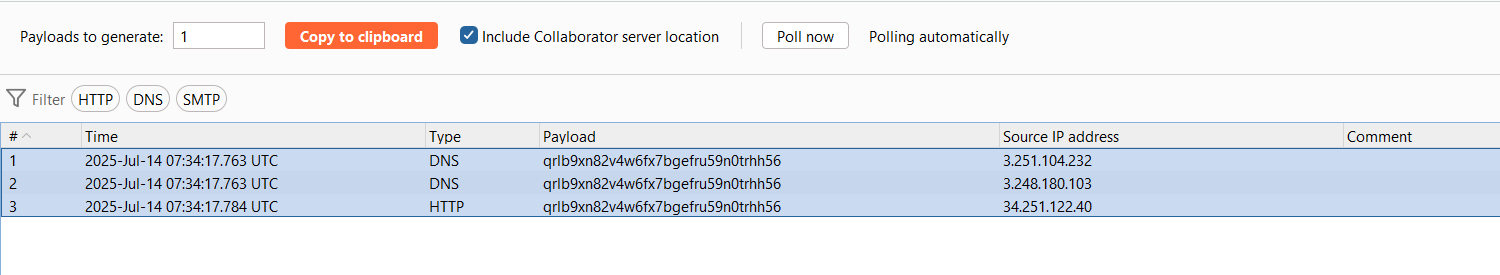 Payloads to generate: 1 Copy to clipboard Include Collaborator server location Poll now Polling automatically
Filter HTTP DNS SMTP
# Time Type Payload Source IP address Comment
1 2025-Jul-14 07:34:17.763 UTC DNS qrlb9xn82v4w6fx7bgefru59n0trhh56 3.251.104.232
2 2025-Jul-14 07:34:17.763 UTC DNS qrlb9xn82v4w6fx7bgefru59n0trhh56 3.248.180.103
3 2025-Jul-14 07:34:17.784 UTC HTTP qrlb9xn82v4w6fx7bgefru59n0trhh56 34.251.122.40